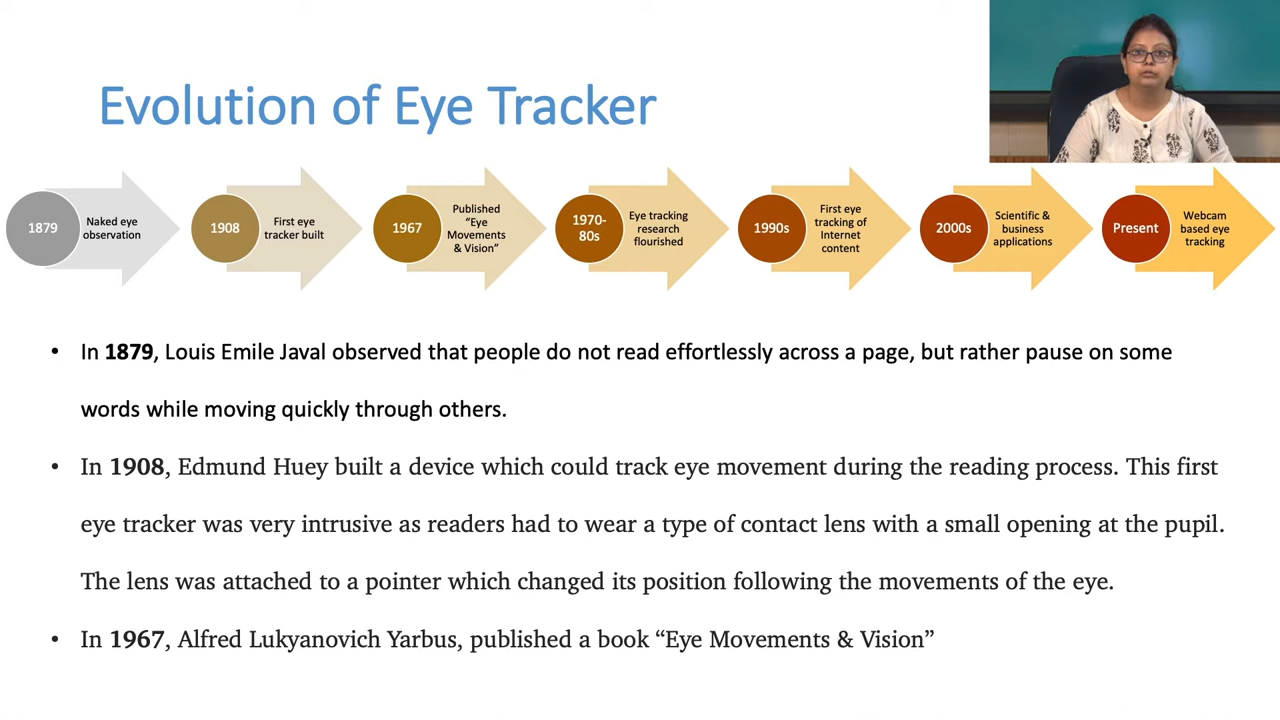 Evolution of Eye Tracker
1879
Naked eye
observation
1908
First eye
tracker built
1967
Published
“Eye
Movements
& Vision”
1970-
80s
Eye tracking
research
flourished
1990s
First eye
tracking of
Internet
content
2000s
Scientific &
business
applications
Present
Webcam
based eye
tracking
• In 1879, Louis Emile Javal observed that people do not read effortlessly across a page, but rather pause on some
words while moving quickly through others.
• In 1908, Edmund Huey built a device which could track eye movement during the reading process. This first
eye tracker was very intrusive as readers had to wear a type of contact lens with a small opening at the pupil.
The lens was attached to a pointer which changed its position following the movements of the eye.
• In 1967, Alfred Lukyanovich Yarbus, published a book “Eye Movements & Vision”